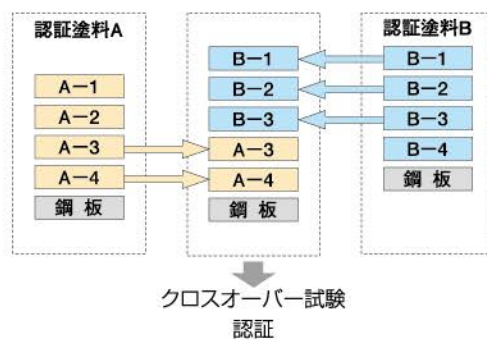 認証塗料A
A－1
A－2
A－3
A－4
鋼 板
B－1
B－2
B－3
A－3
A－4
鋼 板
認証塗料B
B－1
B－2
B－3
B－4
鋼 板
クロスオーバー試験
認証